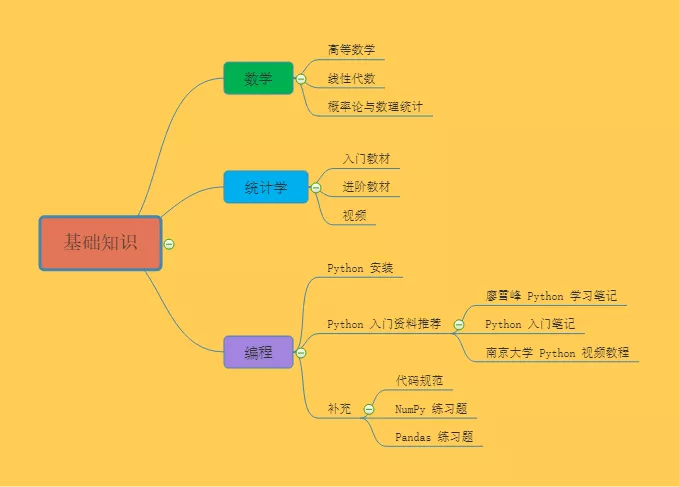 基础知识
数学
高等数学
线性代数
概率论与数理统计
统计学
入门教材
进阶教材
视频
编程
Python 安装
Python 入门资料推荐
廖雪峰 Python 学习笔记
Python 入门笔记
南京大学 Python 视频教程
补充
代码规范
NumPy 练习题
Pandas 练习题